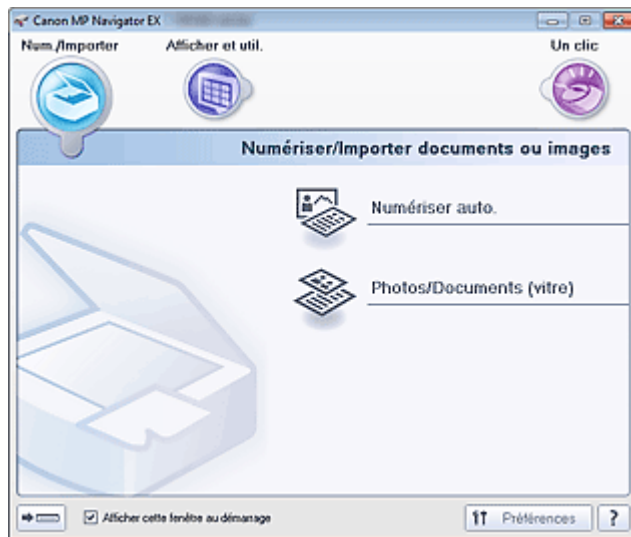 Canon MP Navigator EX
Num./Importer
Afficher et util.
Un clic
Numériser/Importer documents ou images
Numériser auto.
Photos/Documents (vitre)
Afficher cette fenêtre au démarrage
Préférences
?